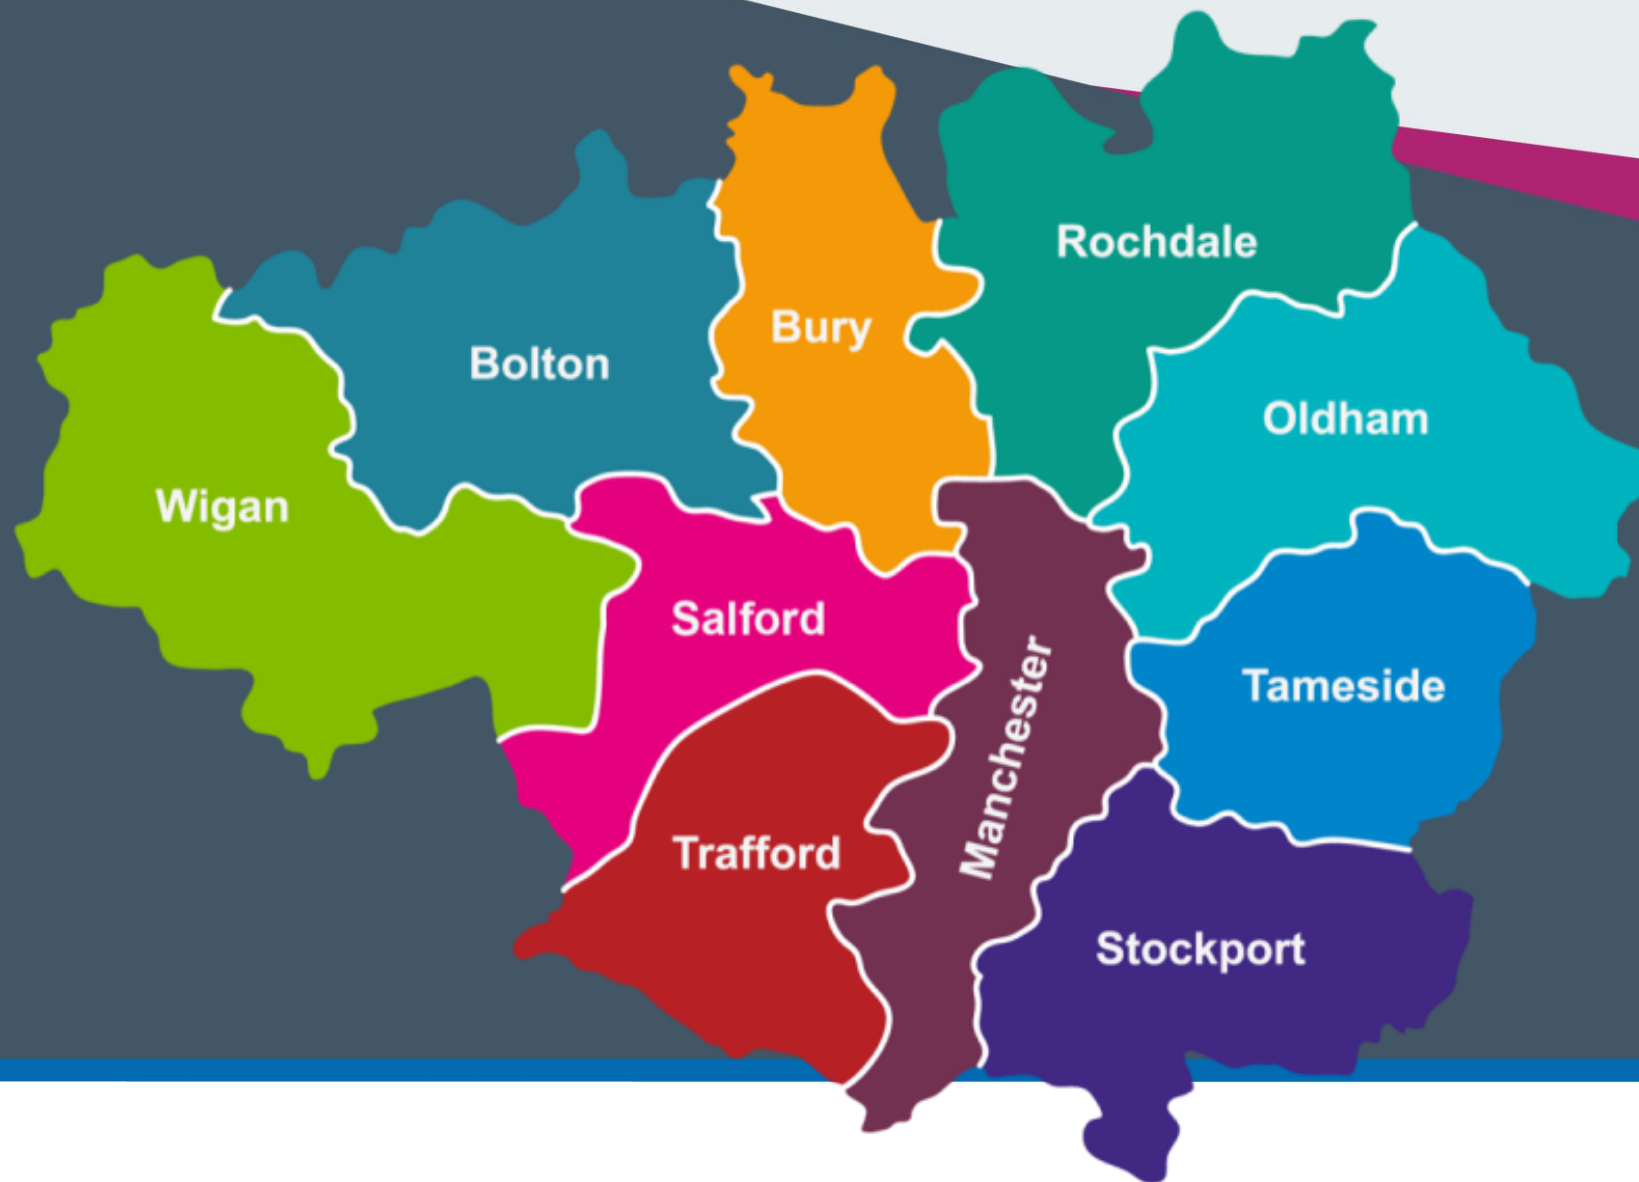 Rochdale
Bury
Bolton
Oldham
Wigan
Salford
Manchester
Tameside
Trafford
Stockport